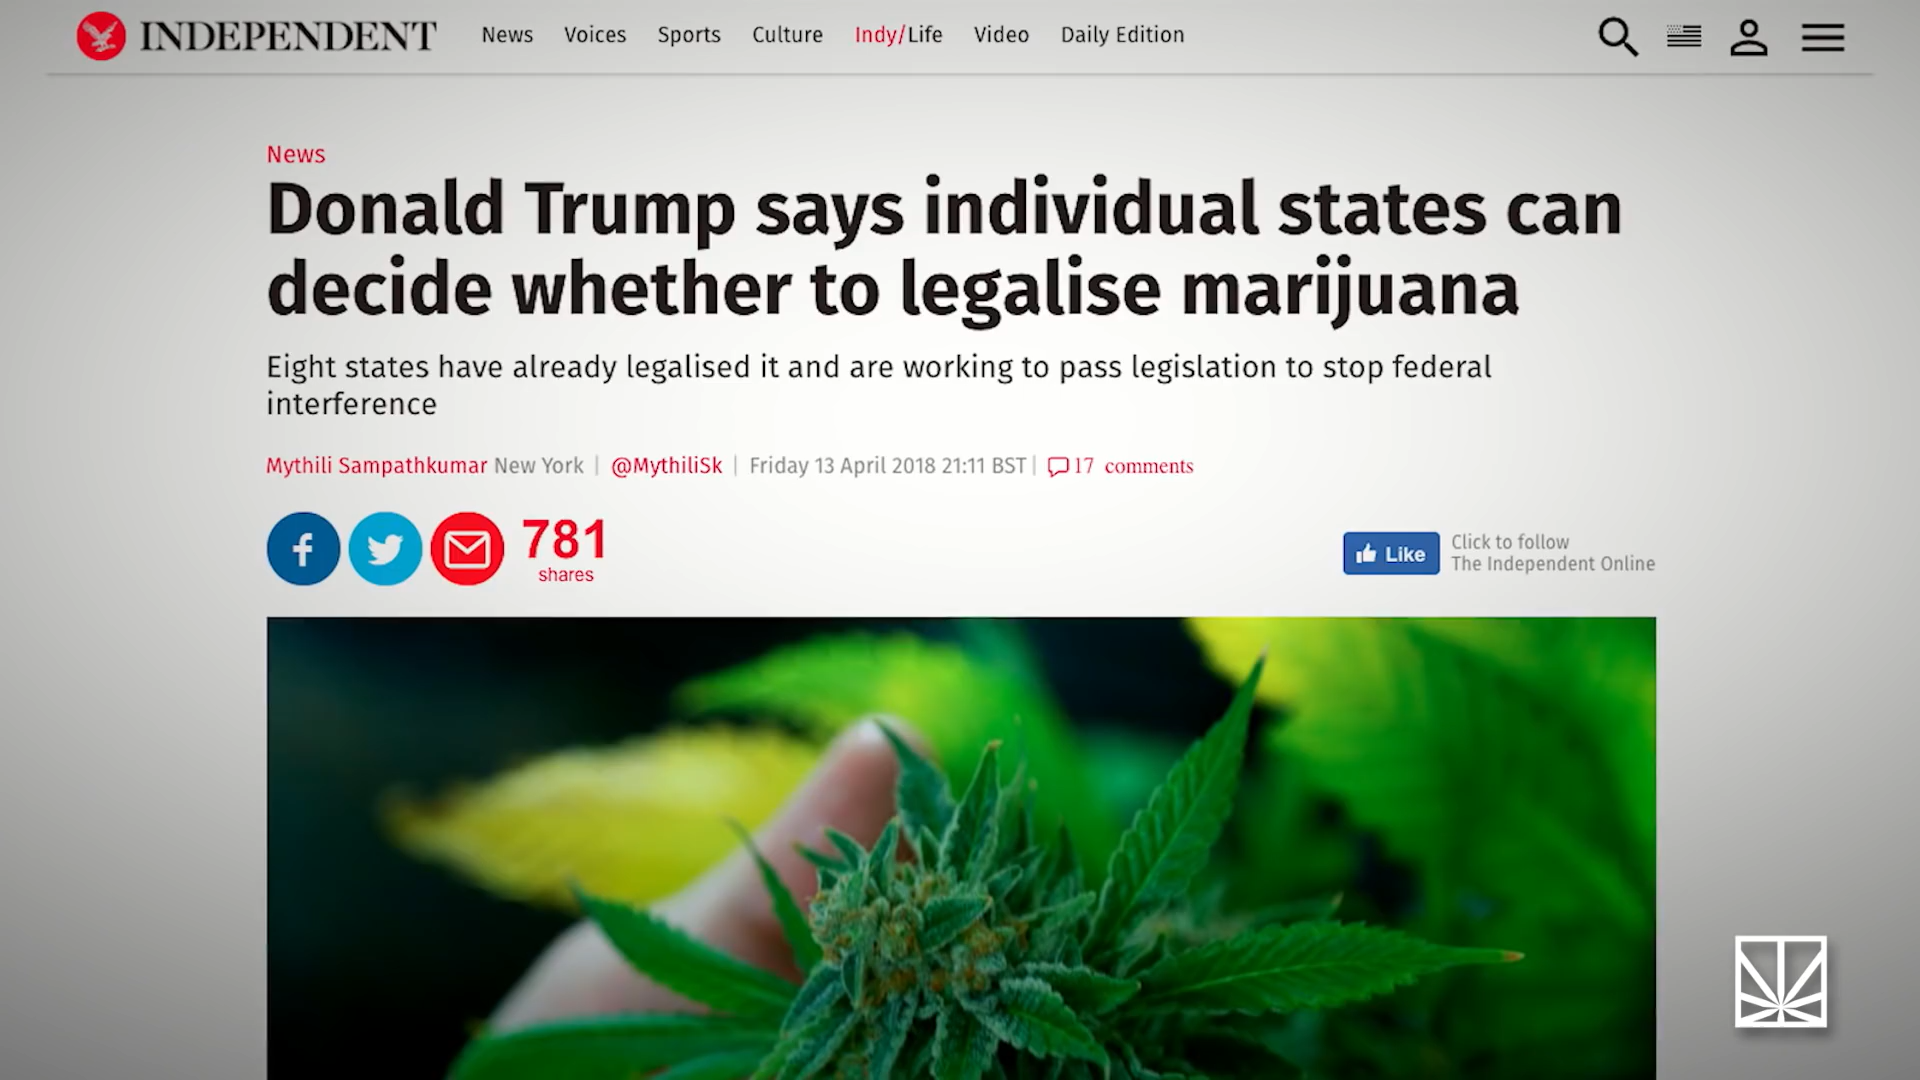 INDEPENDENT News Voices Sports Culture Indy/Life Video Daily Edition
News
Donald Trump says individual states can
decide whether to legalise marijuana
Eight states have already legalised it and are working to pass legislation to stop federal
interference
Mythili Sampathkumar New York | @MythiliSk | Friday 13 April 2018 21:11 BST | 17 comments
781
shares
Like
Click to follow
The Independent Online